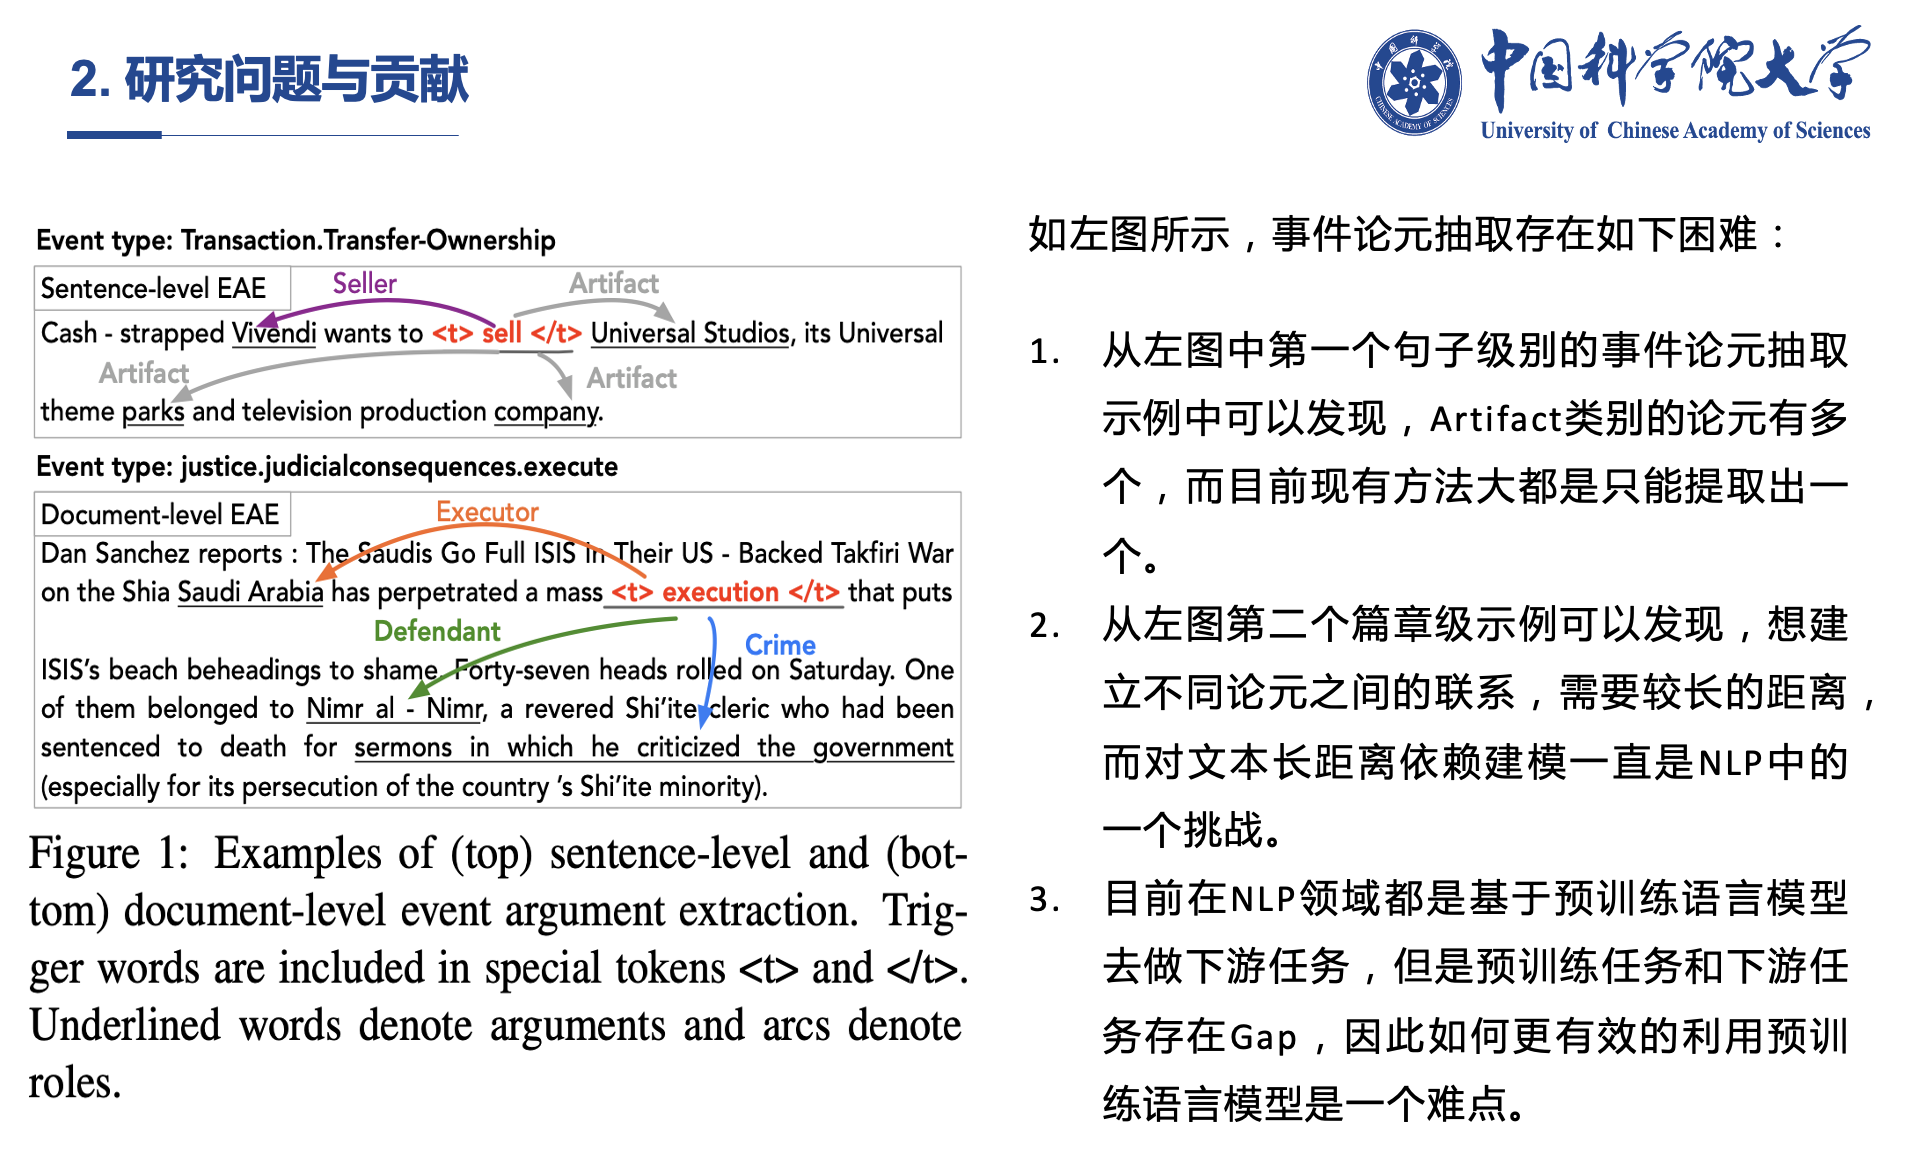 2. 研究问题与贡献
中国科学院大学
University of Chinese Academy of Sciences
Event type: Transaction.Transfer-Ownership
Sentence-level EAE
Seller
Artifact
Cash - strapped Vivendi wants to <t> sell </t> Universal Studios, its Universal
Artifact
Artifact
theme parks and television production company.
Event type: justice.judicialconsequences.execute
Document-level EAE
Executor
Dan Sanchez reports : The Saudis Go Full ISIS in Their US - Backed Takfiri War
on the Shia Saudi Arabia has perpetrated a mass <t> execution </t> that puts
Defendant
Crime
ISIS’s beach beheadings to shame. Forty-seven heads rolled on Saturday. One
of them belonged to Nimr al - Nimr, a revered Shi’ite cleric who had been
sentenced to death for sermons in which he criticized the government
(especially for its persecution of the country ’s Shi’ite minority).
Figure 1: Examples of (top) sentence-level and (bot-
tom) document-level event argument extraction. Trig-
ger words are included in special tokens <t> and </t>.
Underlined words denote arguments and arcs denote
roles.
如左图所示，事件论元抽取存在如下困难：
1. 从左图中第一个句子级别的事件论元抽取
示例中可以发现，Artifact类别的论元有多
个，而目前现有方法大都是只能提取出一
个。
2. 从左图第二个篇章级示例可以发现，想建
立不同论元之间的联系，需要较长的距离，
而对文本长距离依赖建模一直是NLP中的
一个挑战。
3. 目前在NLP领域都是基于预训练语言模型
去做下游任务，但是预训练任务和下游任
务存在Gap，因此如何更有效的利用预训
练语言模型是一个难点。